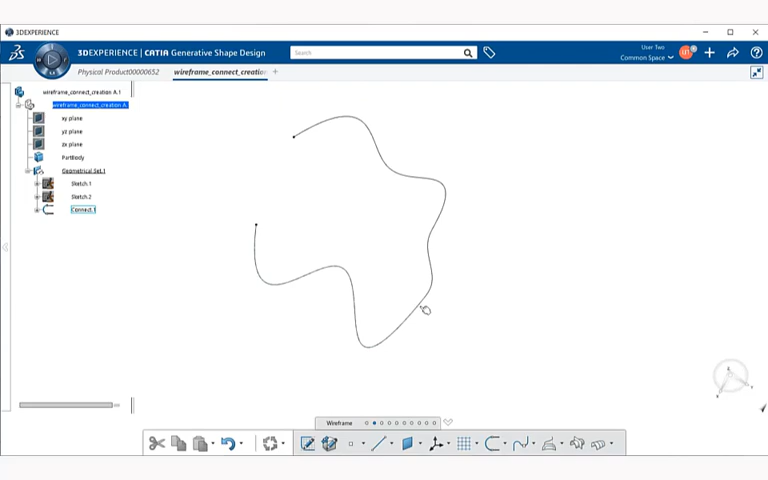 3DEXPERIENCE
3DEXPERIENCE | CATIA Generative Shape Design
Search
User Two
Common Space
Physical Product00000652
wireframe_connect_creatio
wireframe_connect_creation A.1
wireframe_connect_creation A.
xy plane
yz plane
zx plane
PartBody
Geometrical Set.1
Sketch.1
Sketch.2
Connect.1
Wireframe